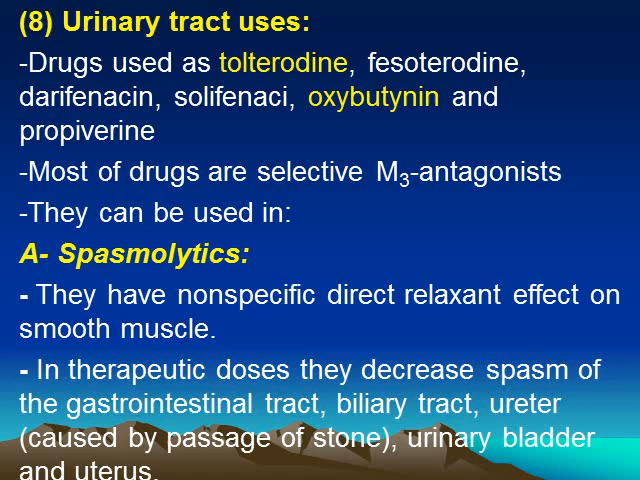 (8) Urinary tract uses:
-Drugs used as tolterodine, fesoterodine,
darifenacin, solifenaci, oxybutynin and
propiverine
-Most of drugs are selective M₃-antagonists
-They can be used in:
A- Spasmolytics:
- They have nonspecific direct relaxant effect on
smooth muscle.
- In therapeutic doses they decrease spasm of
the gastrointestinal tract, biliary tract, ureter
(caused by passage of stone), urinary bladder
and uterus.